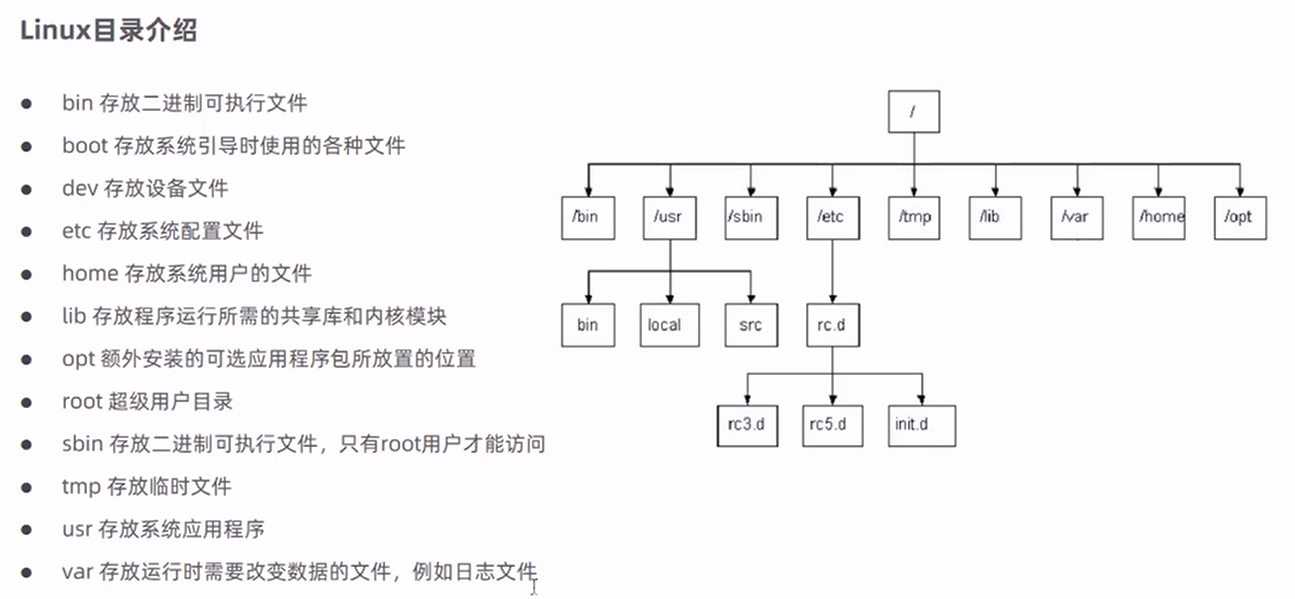 Linux目录介绍
● bin 存放二进制可执行文件
● boot 存放系统引导时使用的各种文件
● dev 存放设备文件
● etc 存放系统配置文件
● home 存放系统用户的文件
● lib 存放程序运行所需的共享库和内核模块
● opt 额外安装的可选应用程序包所放置的位置
● root 超级用户目录
● sbin 存放二进制可执行文件，只有root用户才能访问
● tmp 存放临时文件
● usr 存放系统应用程序
● var 存放运行时需要改变数据的文件，例如日志文件
/
/bin /usr /sbin /etc /tmp /lib /var /home /opt
bin local src rc.d
rc3.d rc5.d init.d